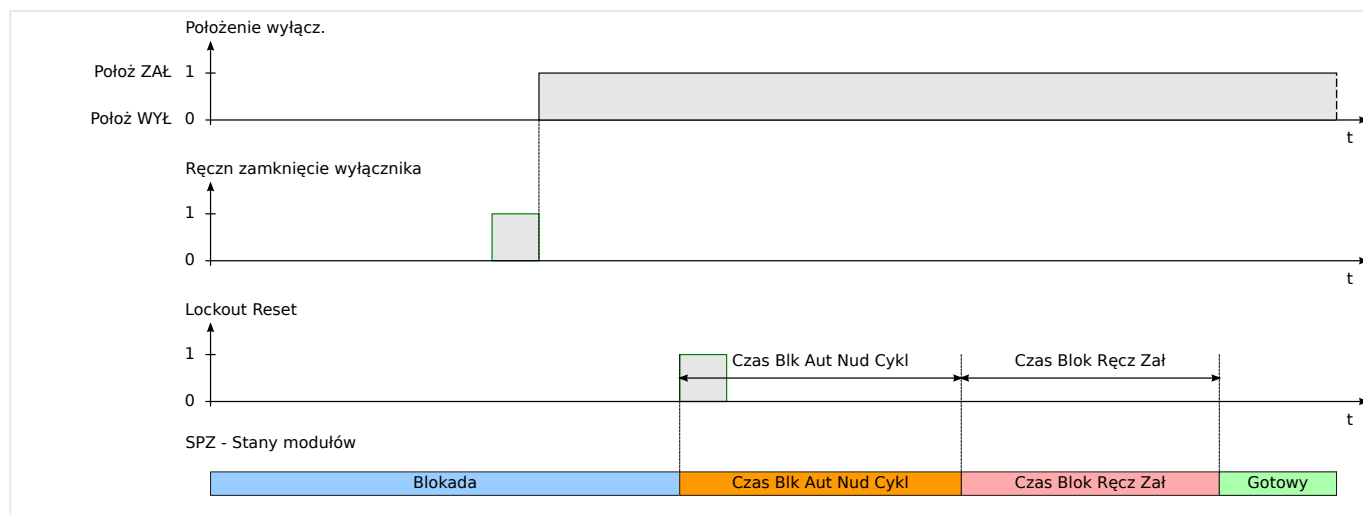 Położenie wyłącz.
Położ ZAŁ 1
Położ WYŁ 0
t
Ręczn zamknięcie wyłącznika
1
0
t
Lockout Reset
1 Czas Blk Aut Nud Cykl Czas Blok Ręcz Zał
0
t
SPZ - Stany modułów
Blokada Czas Blk Aut Nud Cykl Czas Blok Ręcz Zał Gotowy